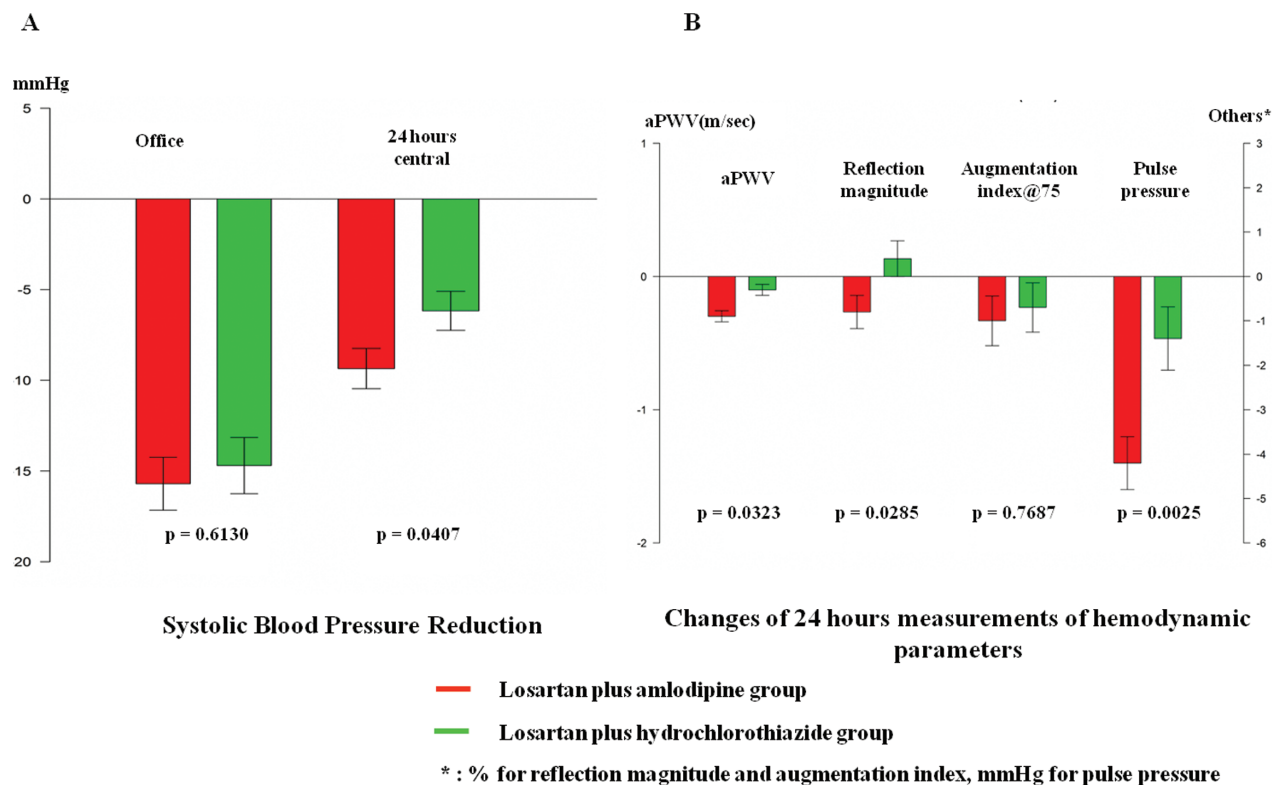 A
mmHg
5
Office
24 hours
central
0
-5
10
15
20
p = 0.6130
p = 0.0407
Systolic Blood Pressure Reduction
B
aPWV(m/sec)
Others*
1
0
-1
-2
aPWV
Reflection
magnitude
Augmentation
index@75
Pulse
pressure
3
2
1
0
-1
-2
-3
-4
-5
-6
p = 0.0323
p = 0.0285
p = 0.7687
p = 0.0025
Changes of 24 hours measurements of hemodynamic
parameters
Losartan plus amlodipine group
Losartan plus hydrochlorothiazide group
* : % for reflection magnitude and augmentation index, mmHg for pulse pressure